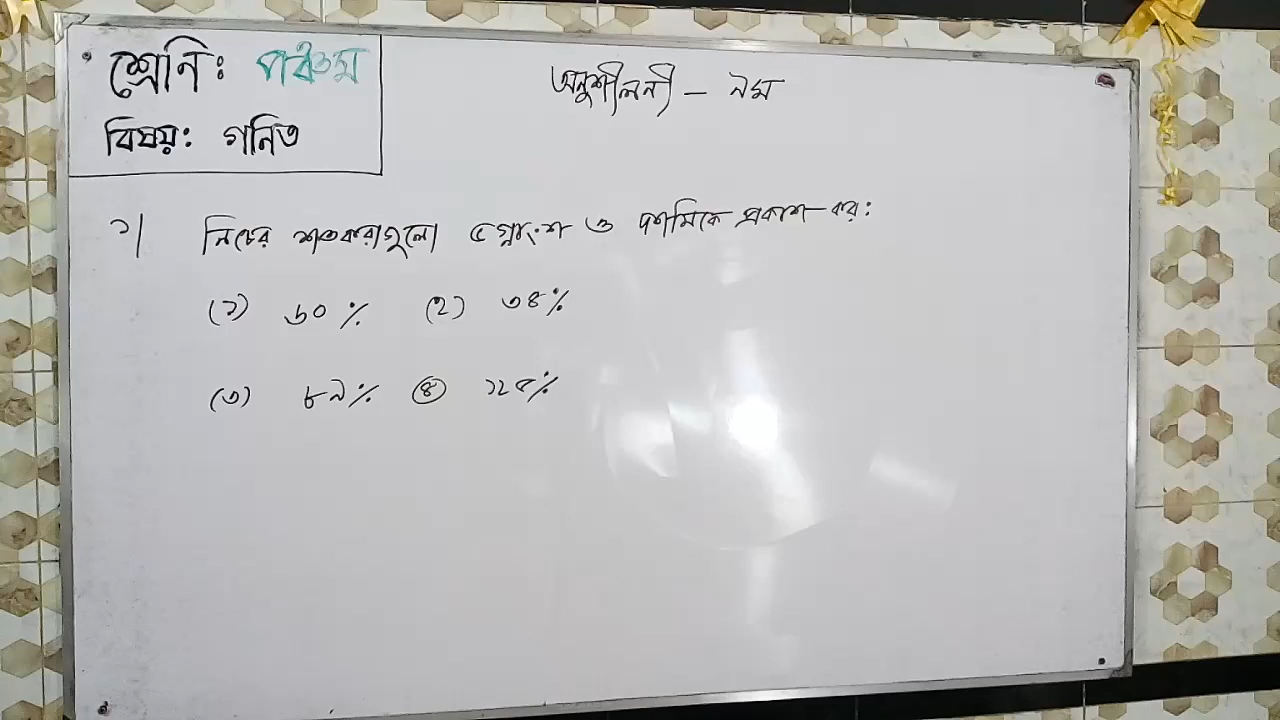 শ্রেনি: পঞ্চম
বিষয়: গনিত
অনুশীলনী – ৯ম
১| নিচের শতকরাগুলো ভগ্নাংশ ও দশমিকে প্রকাশ কর:
(১) ৬০% (২) ৩৪%
(৩) ৮৯% ④ ১২৫%